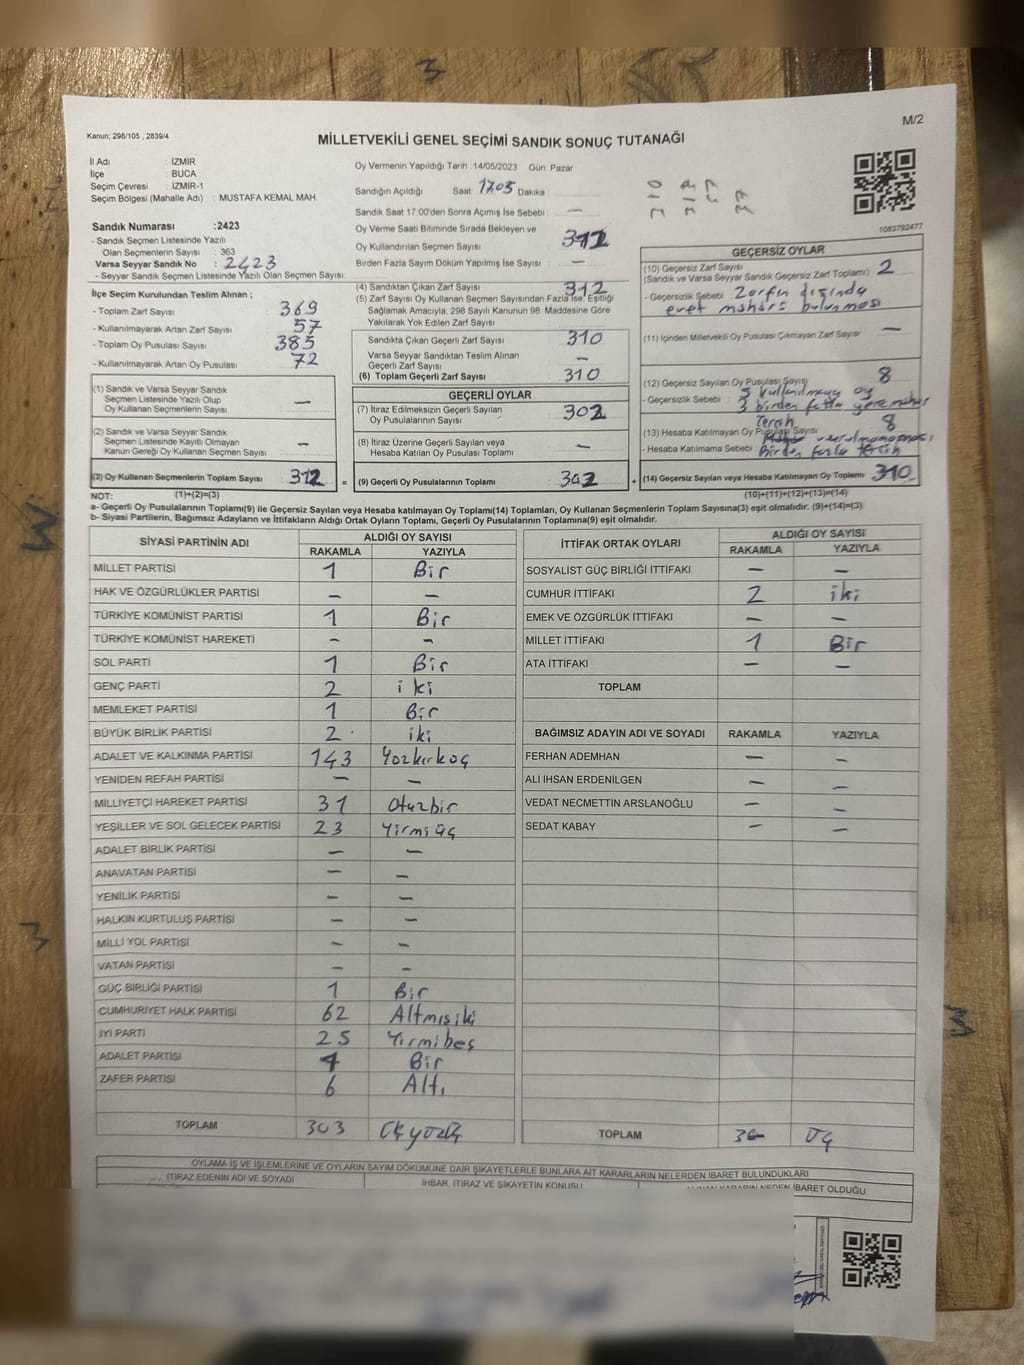 Kanun; 298/105 , 2839/4
M/2
MİLLETVEKİLİ GENEL SEÇİMİ SANDIK SONUÇ TUTANAĞI
İl Adı : İZMİR
İlçe : BUCA
Seçim Çevresi : İZMİR-1
Seçim Bölgesi (Mahalle Adı) : MUSTAFA KEMAL MAH
Sandık Numarası :2423
- Sandık Seçmen Listesinde Yazılı
Olan Seçmenlerin Sayısı : 363
Varsa Seyyar Sandık No : 2423
- Seyyar Sandık Seçmen Listesinde Yazılı Olan Seçmen Sayısı:
Oy Vermenin Yapıldığı Tarih :14/05/2023 Gün: Pazar
Sandığın Açıldığı Saat 17.05 Dakika
Sandık Saat 17:00'den Sonra Açımış İse Sebebi : —
Oy Verme Saati Bitiminde Sırada Bekleyen ve
Oy Kullandırılan Seçmen Sayısı 312
Birden Fazla Sayım Döküm Yapılmış İse Sayısı : —
1083792477
İlçe Seçim Kurulundan Teslim Alınan ;
- Toplam Zarf Sayısı : 369
- Kullanılmayarak Artan Zarf Sayısı : 57
- Toplam Oy Pusulası Sayısı : 385
- Kullanılmayarak Artan Oy Pusulası : 72
(1) Sandık ve Varsa Seyyar Sandık
Seçmen Listesinde Yazılı Olup
Oy Kullanan Seçmenlerin Sayısı —
(2) Sandık ve Varsa Seyyar Sandık
Seçmen Listesinde Kayıtlı Olmayan
Kanun Gereği Oy Kullanan Seçmen Sayısı —
(3) Oy Kullanan Seçmenlerin Toplam Sayısı 312 =
(4) Sandıktan Çıkan Zarf Sayısı : 312
(5) Zarf Sayısı Oy Kullanan Seçmen Sayısından Fazla İse, Eşitliği
Sağlamak Amacıyla, 298 Sayılı Kanunun 98. Maddesine Göre
Yakılarak Yok Edilen Zarf Sayısı :
Sandıkta Çıkan Geçerli Zarf Sayısı 310
Varsa Seyyar Sandıktan Teslim Alınan
Geçerli Zarf Sayısı —
(6) Toplam Geçerli Zarf Sayısı 310
GEÇERLİ OYLAR
(7) İtiraz Edilmeksizin Geçerli Sayılan
Oy Pusulalarının Sayısı 302
(8) İtiraz Üzerine Geçerli Sayılan veya
Hesaba Katılan Oy Pusulası Toplamı —
(9) Geçerli Oy Pusulalarının Toplamı 302 +
GEÇERSİZ OYLAR
(10) Geçersiz Zarf Sayısı : 2
(Sandık ve Varsa Seyyar Sandık Geçersiz Zarf Toplamı)
- Geçersizlik Sebebi : Zarfın dışında
evet mührü bulunması
(11) İçinden Milletvekili Oy Pusulası Çıkmayan Zarf Sayısı —
(12) Geçersiz Sayılan Oy Pusulası Sayısı 8
- Geçersizlik Sebebi : 5 kullanılmayan oy
3 birden fazla yere mühür
Tercih
(13) Hesaba Katılmayan Oy Pusulası Sayısı 8
- Hesaba Katılmama Sebebi : Birden fazla tercih
(14) Geçersiz Sayılan veya Hesaba Katılmayan Oy Toplamı 310
NOT: (1)+(2)=(3) (10)+(11)+(12)+(13)=(14)
a- Geçerli Oy Pusulalarının Toplamı(9) ile Geçersiz Sayılan veya Hesaba katılmayan Oy Toplamı(14) Toplamları, Oy Kullanan Seçmenlerin Toplam Sayısına(3) eşit olmalıdır. (9)+(14)=(3)
b- Siyasi Partilerin, Bağımsız Adayların ve İttifakların Aldığı Ortak Oyların Toplamı, Geçerli Oy Pusulalarının Toplamına(9) eşit olmalıdır.
SİYASİ PARTİNİN ADI ALDIĞI OY SAYISI
RAKAMLA YAZIYLA
MİLLET PARTİSİ 1 Bir
HAK VE ÖZGÜRLÜKLER PARTİSİ — —
TÜRKİYE KOMÜNİST PARTİSİ 1 Bir
TÜRKİYE KOMÜNİST HAREKETİ — —
SOL PARTİ 1 Bir
GENÇ PARTİ 2 iki
MEMLEKET PARTİSİ 1 Bir
BÜYÜK BİRLİK PARTİSİ 2 iki
ADALET VE KALKINMA PARTİSİ 143 Yüzkırküç
YENİDEN REFAH PARTİSİ — —
MİLLİYETÇİ HAREKET PARTİSİ 31 Otuzbir
YEŞİLLER VE SOL GELECEK PARTİSİ 23 Yirmiüç
ADALET BİRLİK PARTİSİ — —
ANAVATAN PARTİSİ — —
YENİLİK PARTİSİ — —
HALKIN KURTULUŞ PARTİSİ — —
MİLLİ YOL PARTİSİ — —
VATAN PARTİSİ — —
GÜÇ BİRLİĞİ PARTİSİ 1 Bir
CUMHURİYET HALK PARTİSİ 62 Altmışiki
İYİ PARTİ 25 Yirmibeş
ADALET PARTİSİ 1 Bir
ZAFER PARTİSİ 6 Altı
TOPLAM 303 Üçyüzüç
İTTİFAK ORTAK OYLARI ALDIĞI OY SAYISI
RAKAMLA YAZIYLA
SOSYALİST GÜÇ BİRLİĞİ İTTİFAKI — —
CUMHUR İTTİFAKI 2 iki
EMEK VE ÖZGÜRLÜK İTTİFAKI — —
MİLLET İTTİFAKI 1 Bir
ATA İTTİFAKI — —
TOPLAM
BAĞIMSIZ ADAYIN ADI VE SOYADI RAKAMLA YAZIYLA
FERHAN ADEMHAN — —
ALİ İHSAN ERDENİLGEN — —
VEDAT NECMETTİN ARSLANOĞLU — —
SEDAT KABAY — —
TOPLAM 3 Üç
OYLAMA İŞ VE İŞLEMLERİNE VE OYLARIN SAYIM DÖKÜMÜNE DAİR ŞİKAYETLERLE BUNLARA AİT KARARLARIN NELERDEN İBARET BULUNDUKLARI
İTİRAZ EDENİN ADI VE SOYADI İHBAR, İTİRAZ VE ŞİKAYETİN KONUSU ALINAN KARARIN NEDEN İBARET OLDUĞU